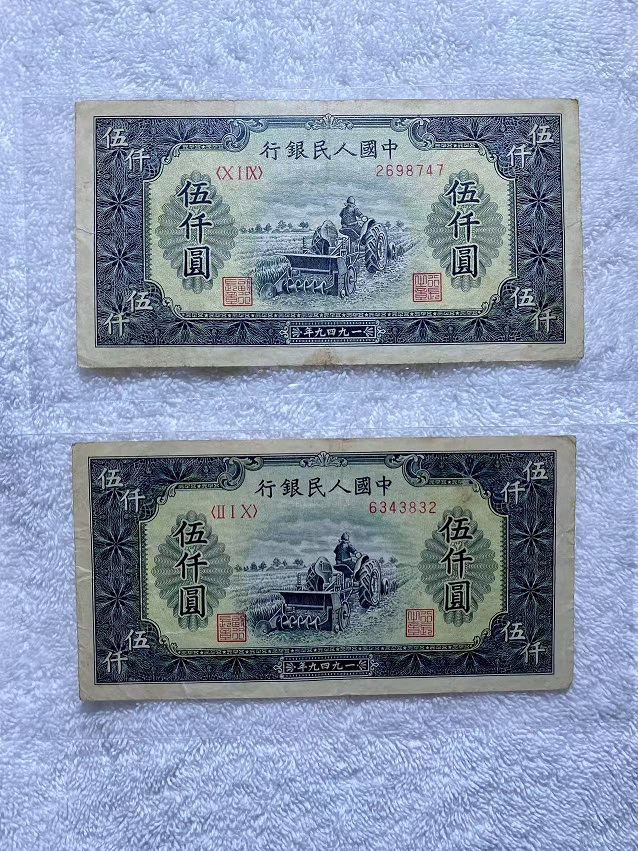 中國人民銀行
〈X I IX〉 2698747
伍仟 伍仟
伍仟圓 伍仟圓
伍仟 伍仟
一九四九年
中國人民銀行
〈II I X〉 6343832
伍仟 伍仟
伍仟圓 伍仟圓
伍仟 伍仟
一九四九年